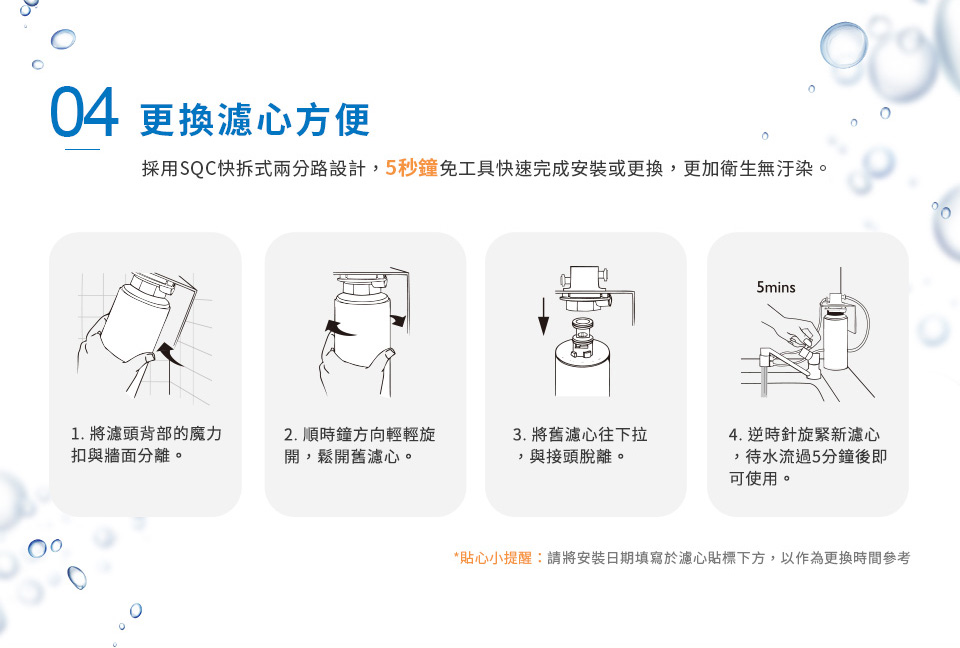 04 更換濾心方便
採用SQC快拆式兩分路設計，5秒鐘免工具快速完成安裝或更換，更加衛生無汙染。
1. 將濾頭背部的魔力
扣與牆面分離。
2. 順時鐘方向輕輕旋
開，鬆開舊濾心。
3. 將舊濾心往下拉
，與接頭脫離。
5mins
4. 逆時針旋緊新濾心
，待水流過5分鐘後即
可使用。
*貼心小提醒：請將安裝日期填寫於濾心貼標下方，以作為更換時間參考